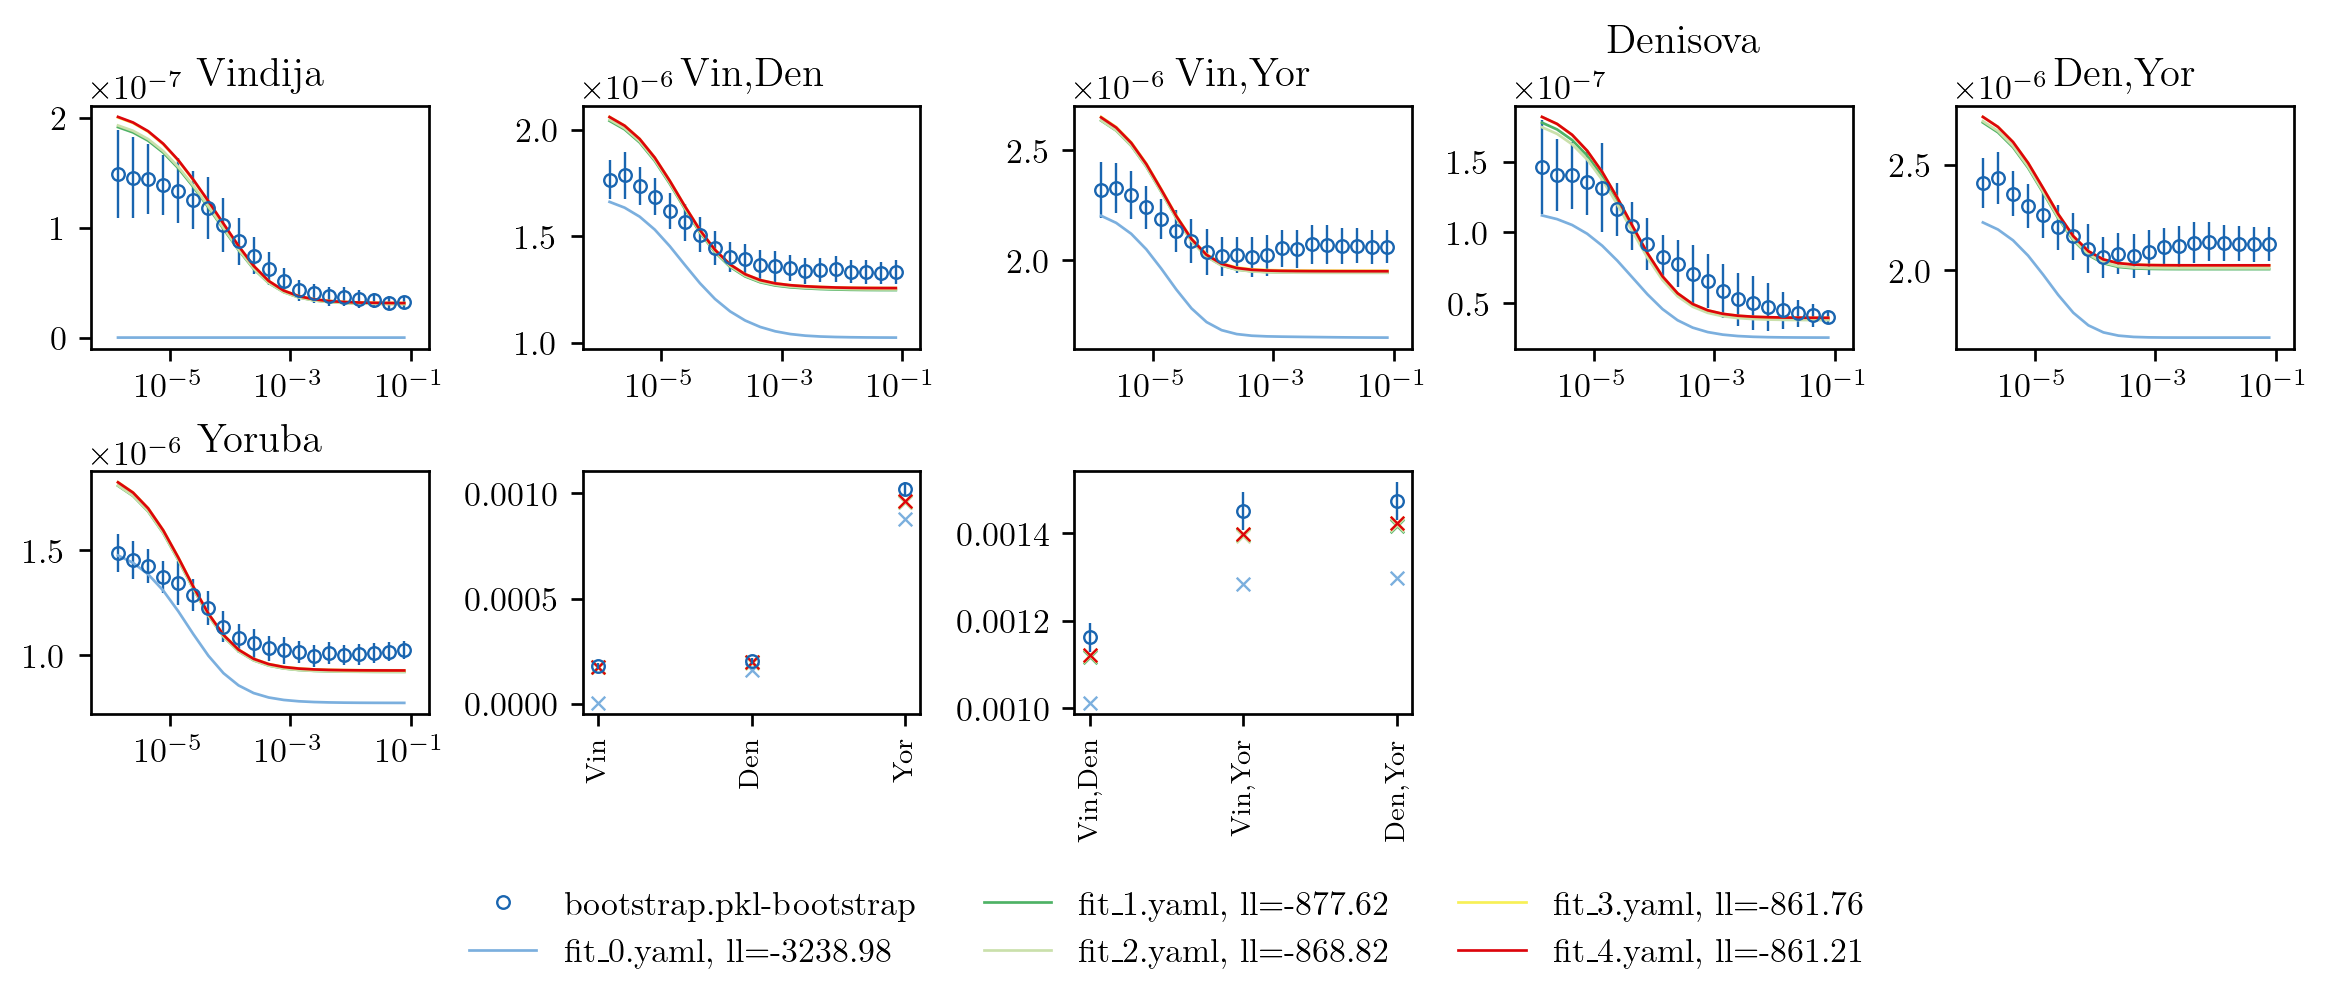 Denisova
×10⁻⁷ Vindija
×10⁻⁶ Vin,Den
×10⁻⁶ Vin,Yor
×10⁻⁷
×10⁻⁶ Den,Yor
2
1
0
10⁻⁵ 10⁻³ 10⁻¹
2.0
1.5
1.0
10⁻⁵ 10⁻³ 10⁻¹
2.5
2.0
10⁻⁵ 10⁻³ 10⁻¹
1.5
1.0
0.5
10⁻⁵ 10⁻³ 10⁻¹
2.5
2.0
10⁻⁵ 10⁻³ 10⁻¹
×10⁻⁶ Yoruba
1.5
1.0
10⁻⁵ 10⁻³ 10⁻¹
0.0010
0.0005
0.0000
Vin Den Yor
0.0014
0.0012
0.0010
Vin,Den Vin,Yor Den,Yor
bootstrap.pkl-bootstrap
fit_0.yaml, ll=-3238.98
fit_1.yaml, ll=-877.62
fit_2.yaml, ll=-868.82
fit_3.yaml, ll=-861.76
fit_4.yaml, ll=-861.21